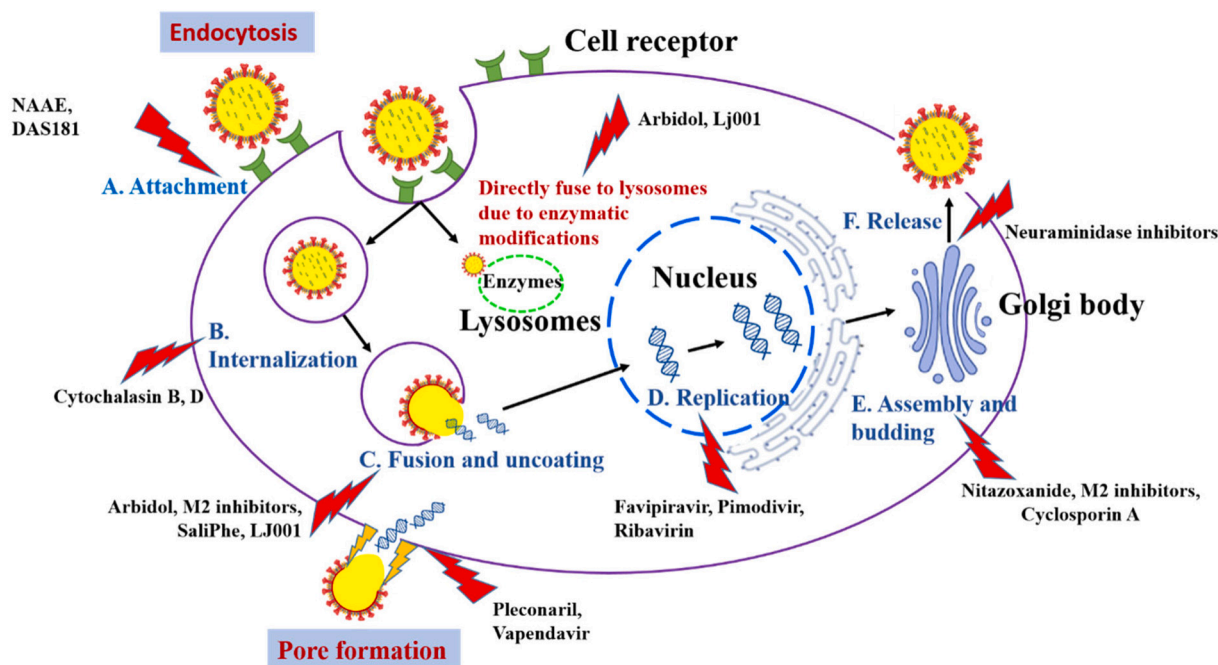 Endocytosis
Cell receptor
NAAE,
DAS181
Arbidol, Lj001
A. Attachment
Directly fuse to lysosomes
due to enzymatic
modifications
F. Release
Neuraminidase inhibitors
Enzymes
Nucleus
Lysosomes
Golgi body
B.
Internalization
Cytochalasin B, D
D. Replication
E. Assembly and
budding
C. Fusion and uncoating
Arbidol, M2 inhibitors,
SaliPhe, LJ001
Favipiravir, Pimodivir,
Ribavirin
Nitazoxanide, M2 inhibitors,
Cyclosporin A
Pleconaril,
Vapendavir
Pore formation